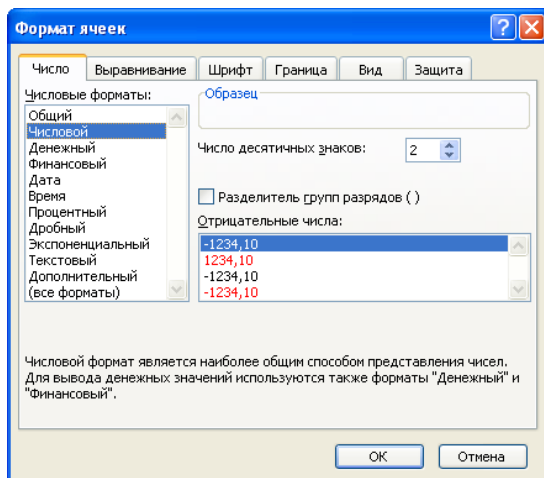 Формат ячеек
Число Выравнивание Шрифт Граница Вид Защита
Числовые форматы:
Общий
Числовой
Денежный
Финансовый
Дата
Время
Процентный
Дробный
Экспоненциальный
Текстовый
Дополнительный
(все форматы)
Образец
Число десятичных знаков: 2
Разделитель групп разрядов ( )
Отрицательные числа:
-1234,10
1234,10
-1234,10
-1234,10
Числовой формат является наиболее общим способом представления чисел.
Для вывода денежных значений используются также форматы "Денежный" и
"Финансовый".
ОК Отмена